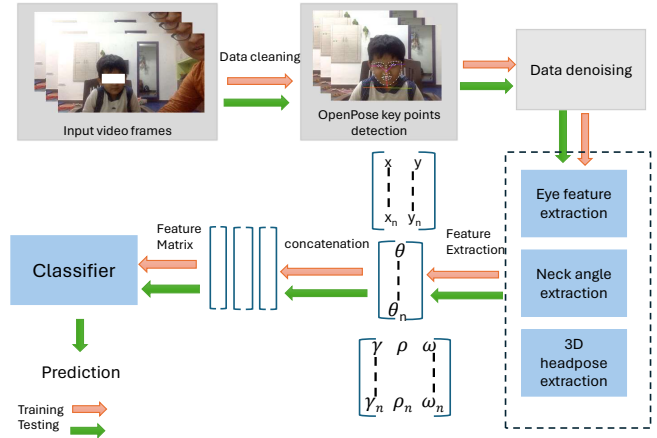 Input video frames
Data cleaning
OpenPose key points
detection
Data denoising
Eye feature
extraction
Neck angle
extraction
3D
headpose
extraction
Feature
Extraction
x y
xₙ yₙ
θ
θₙ
γ ρ ω
γₙ ρₙ ωₙ
concatenation
Feature
Matrix
Classifier
Prediction
Training
Testing